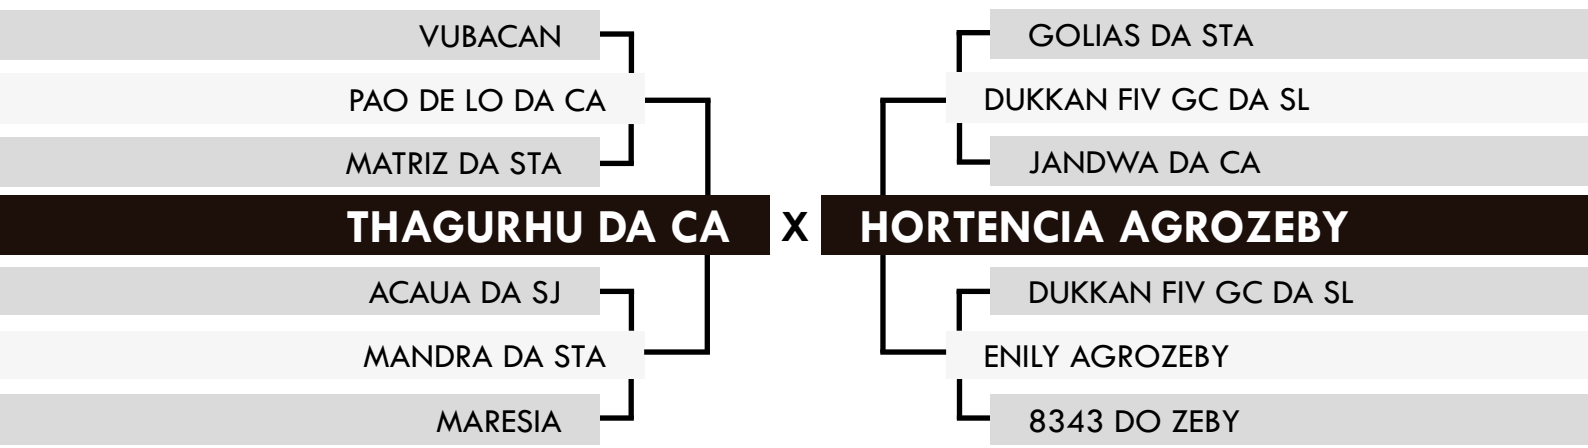 VUBACAN
GOLIAS DA STA
PAO DE LO DA CA
DUKKAN FIV GC DA SL
MATRIZ DA STA
JANDWA DA CA
THAGURHU DA CA X HORTENCIA AGROZEBY
ACAUA DA SJ
DUKKAN FIV GC DA SL
MANDRA DA STA
ENILY AGROZEBY
MARESIA
8343 DO ZEBY